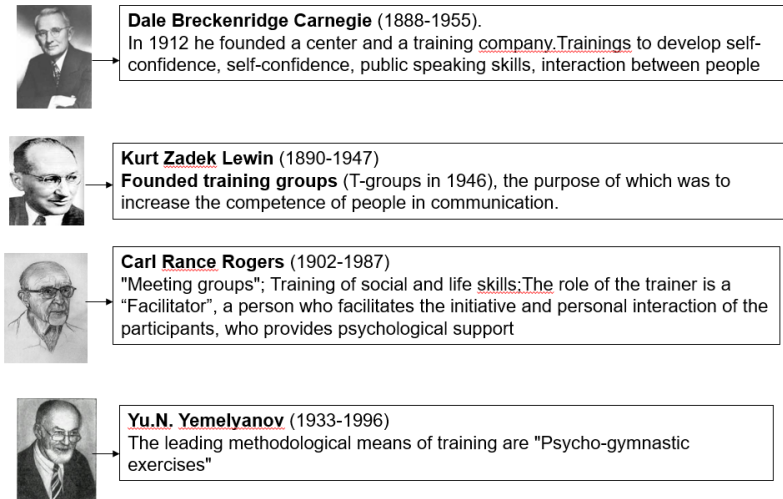 Dale Breckenridge Carnegie (1888-1955).
In 1912 he founded a center and a training company.Trainings to develop self-
confidence, self-confidence, public speaking skills, interaction between people
Kurt Zadek Lewin (1890-1947)
Founded training groups (T-groups in 1946), the purpose of which was to
increase the competence of people in communication.
Carl Rance Rogers (1902-1987)
"Meeting groups"; Training of social and life skills;The role of the trainer is a
“Facilitator”, a person who facilitates the initiative and personal interaction of the
participants, who provides psychological support
Yu.N. Yemelyanov (1933-1996)
The leading methodological means of training are "Psycho-gymnastic
exercises"